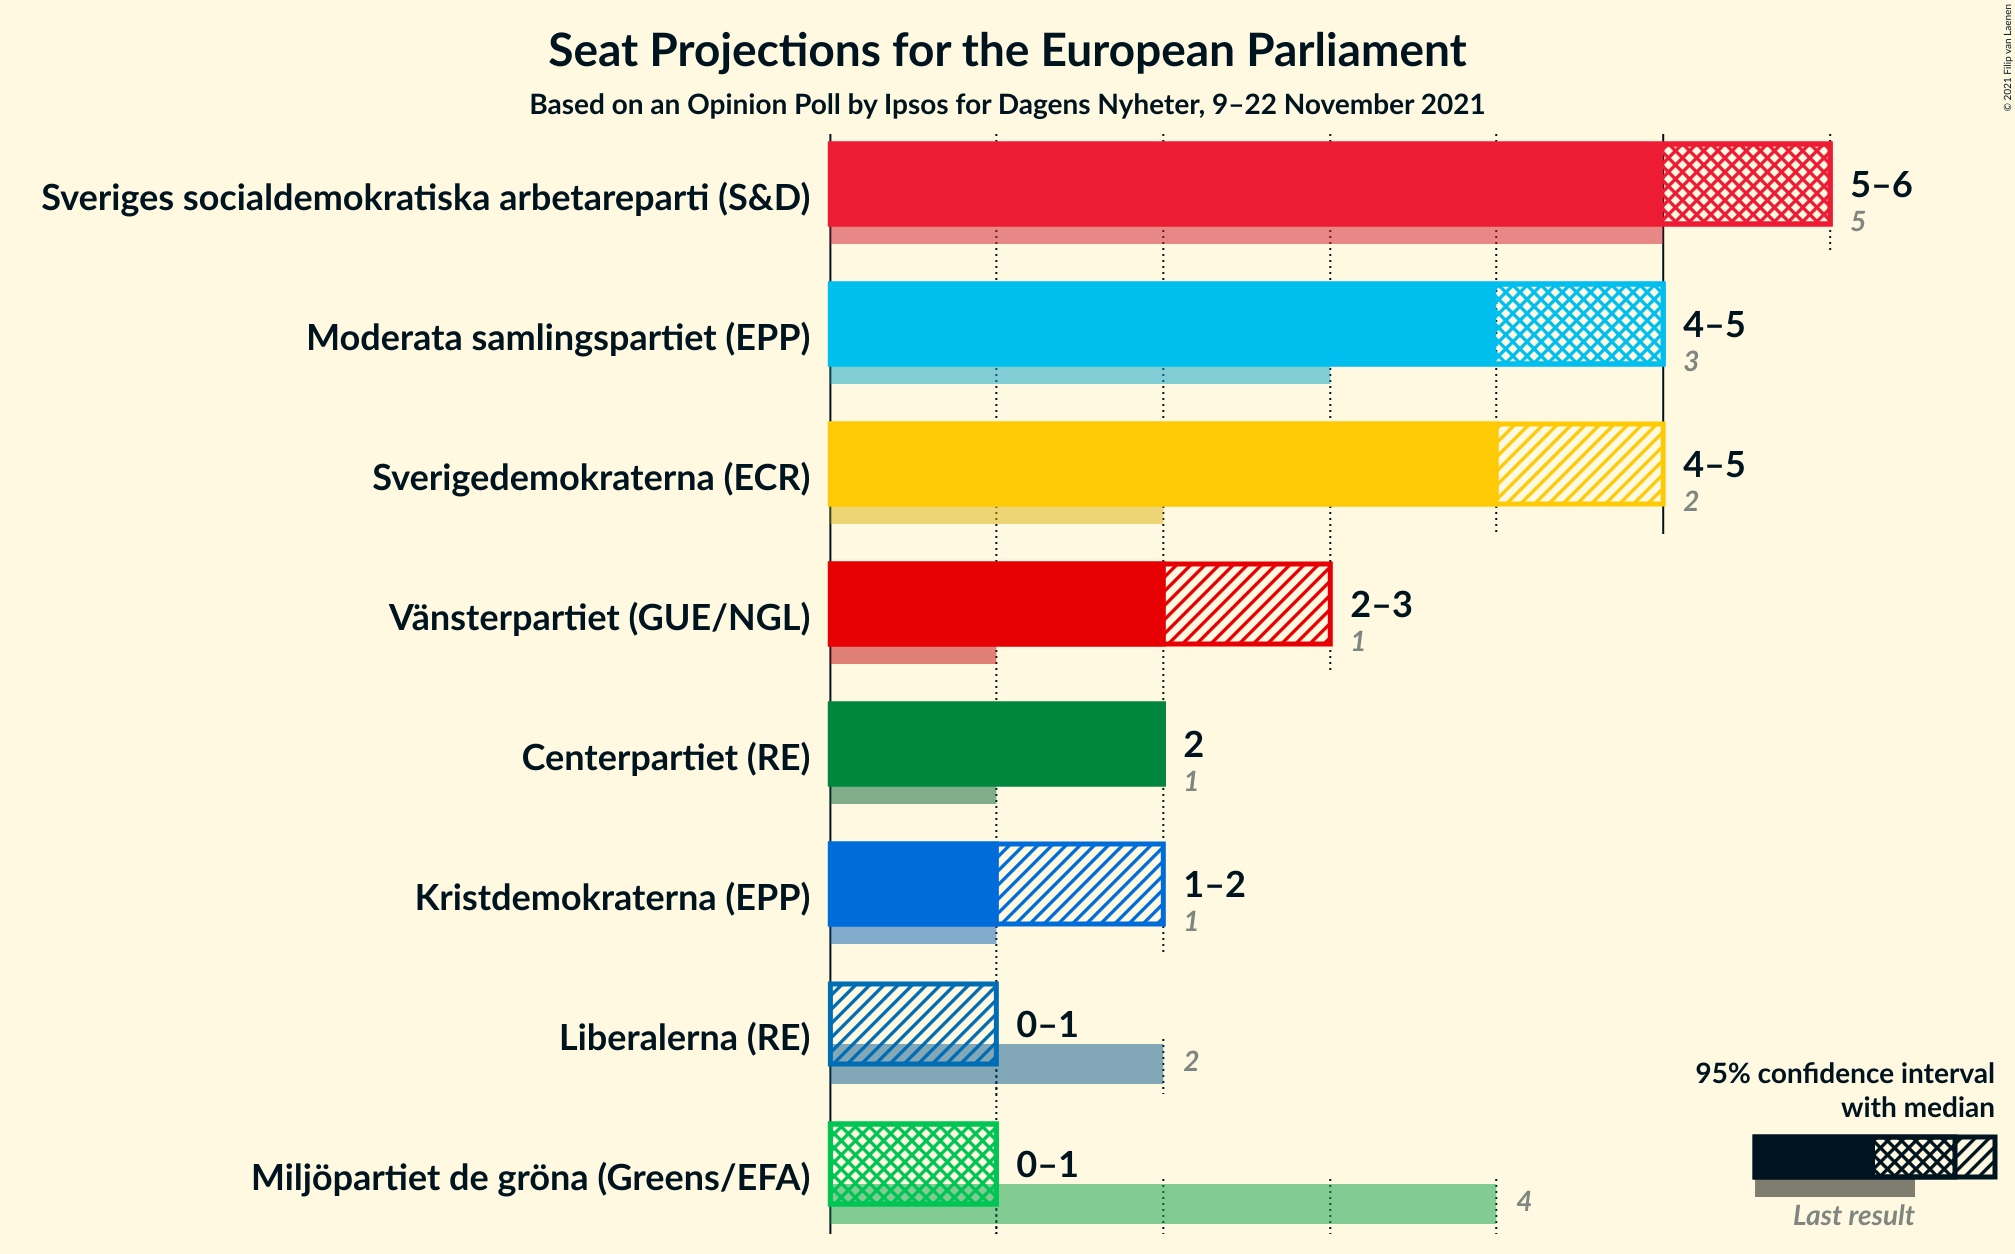 Seat Projections for the European Parliament
Based on an Opinion Poll by Ipsos for Dagens Nyheter, 9–22 November 2021
© 2021 Filip van Laenen
Sveriges socialdemokratiska arbetareparti (S&D)
5–6
5
Moderata samlingspartiet (EPP)
4–5
3
Sverigedemokraterna (ECR)
4–5
2
Vänsterpartiet (GUE/NGL)
2–3
1
Centerpartiet (RE)
2
1
Kristdemokraterna (EPP)
1–2
1
Liberalerna (RE)
0–1
2
Miljöpartiet de gröna (Greens/EFA)
0–1
4
95% confidence interval
with median
Last result